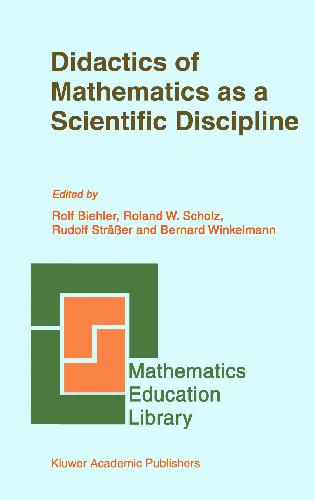 Didactics of
Mathematics as a
Scientific Discipline
Edited by
Rolf Biehler, Roland W. Scholz,
Rudolf Sträßer and Bernard Winkelmann
Mathematics
Education
Library
Kluwer Academic Publishers